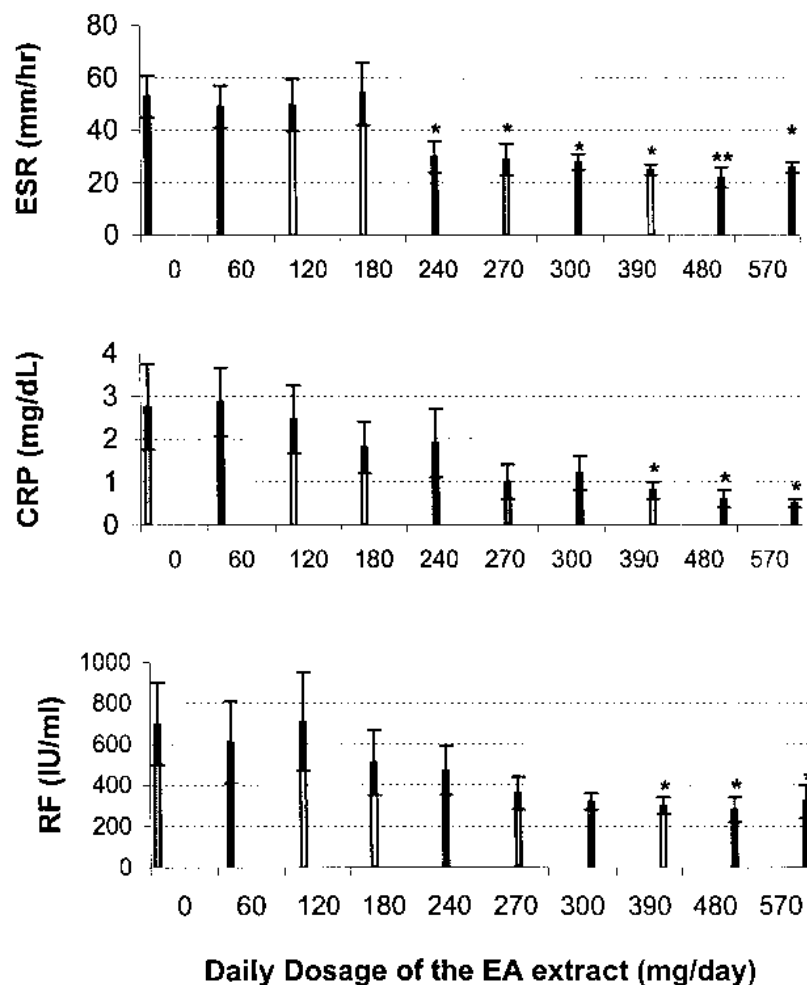 ESR (mm/hr)
80
60
40
20
0
* * * * ** *
0 60 120 180 240 270 300 390 480 570
CRP (mg/dL)
4
3
2
1
0
* * *
0 60 120 180 240 270 300 390 480 570
RF (IU/ml)
1000
800
600
400
200
0
* *
0 60 120 180 240 270 300 390 480 570
Daily Dosage of the EA extract (mg/day)